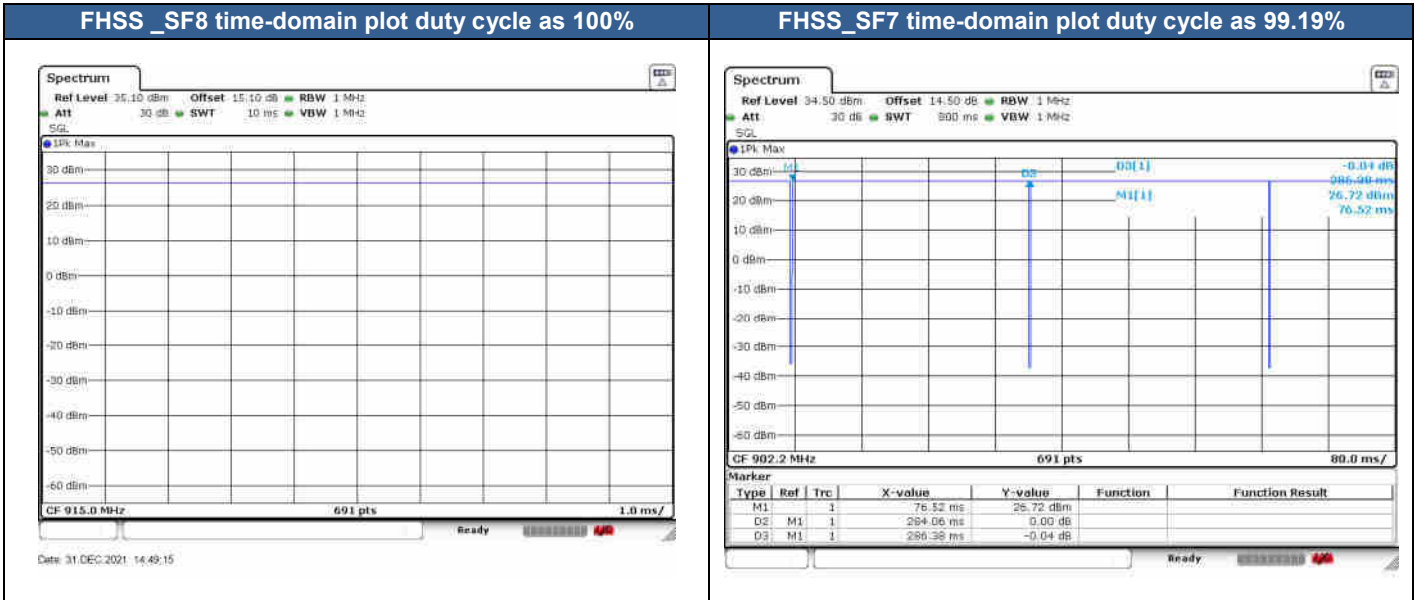 FHSS _SF8 time-domain plot duty cycle as 100%
Spectrum
Ref Level 35.10 dBm Offset 15.10 dB RBW 1 MHz
Att 30 dB SWT 10 ms VBW 1 MHz
SGL
1Pk Max
30 dBm
20 dBm
10 dBm
0 dBm
-10 dBm
-20 dBm
-30 dBm
-40 dBm
-50 dBm
-60 dBm
CF 915.0 MHz 691 pts 1.0 ms/
Ready
Date: 31.DEC.2021 14:49:15
FHSS_SF7 time-domain plot duty cycle as 99.19%
Spectrum
Ref Level 34.50 dBm Offset 14.50 dB RBW 1 MHz
Att 30 dB SWT 800 ms VBW 1 MHz
SGL
1Pk Max
M1 D3 D3[1] -0.04 dB
286.38 ms
M1[1] 26.72 dBm
76.52 ms
30 dBm
20 dBm
10 dBm
0 dBm
-10 dBm
-20 dBm
-30 dBm
-40 dBm
-50 dBm
-60 dBm
CF 902.2 MHz 691 pts 80.0 ms/
Marker
Type Ref Trc X-value Y-value Function Function Result
M1 1 76.52 ms 26.72 dBm
D2 M1 1 284.06 ms 0.00 dB
D3 M1 1 286.38 ms -0.04 dB
Ready